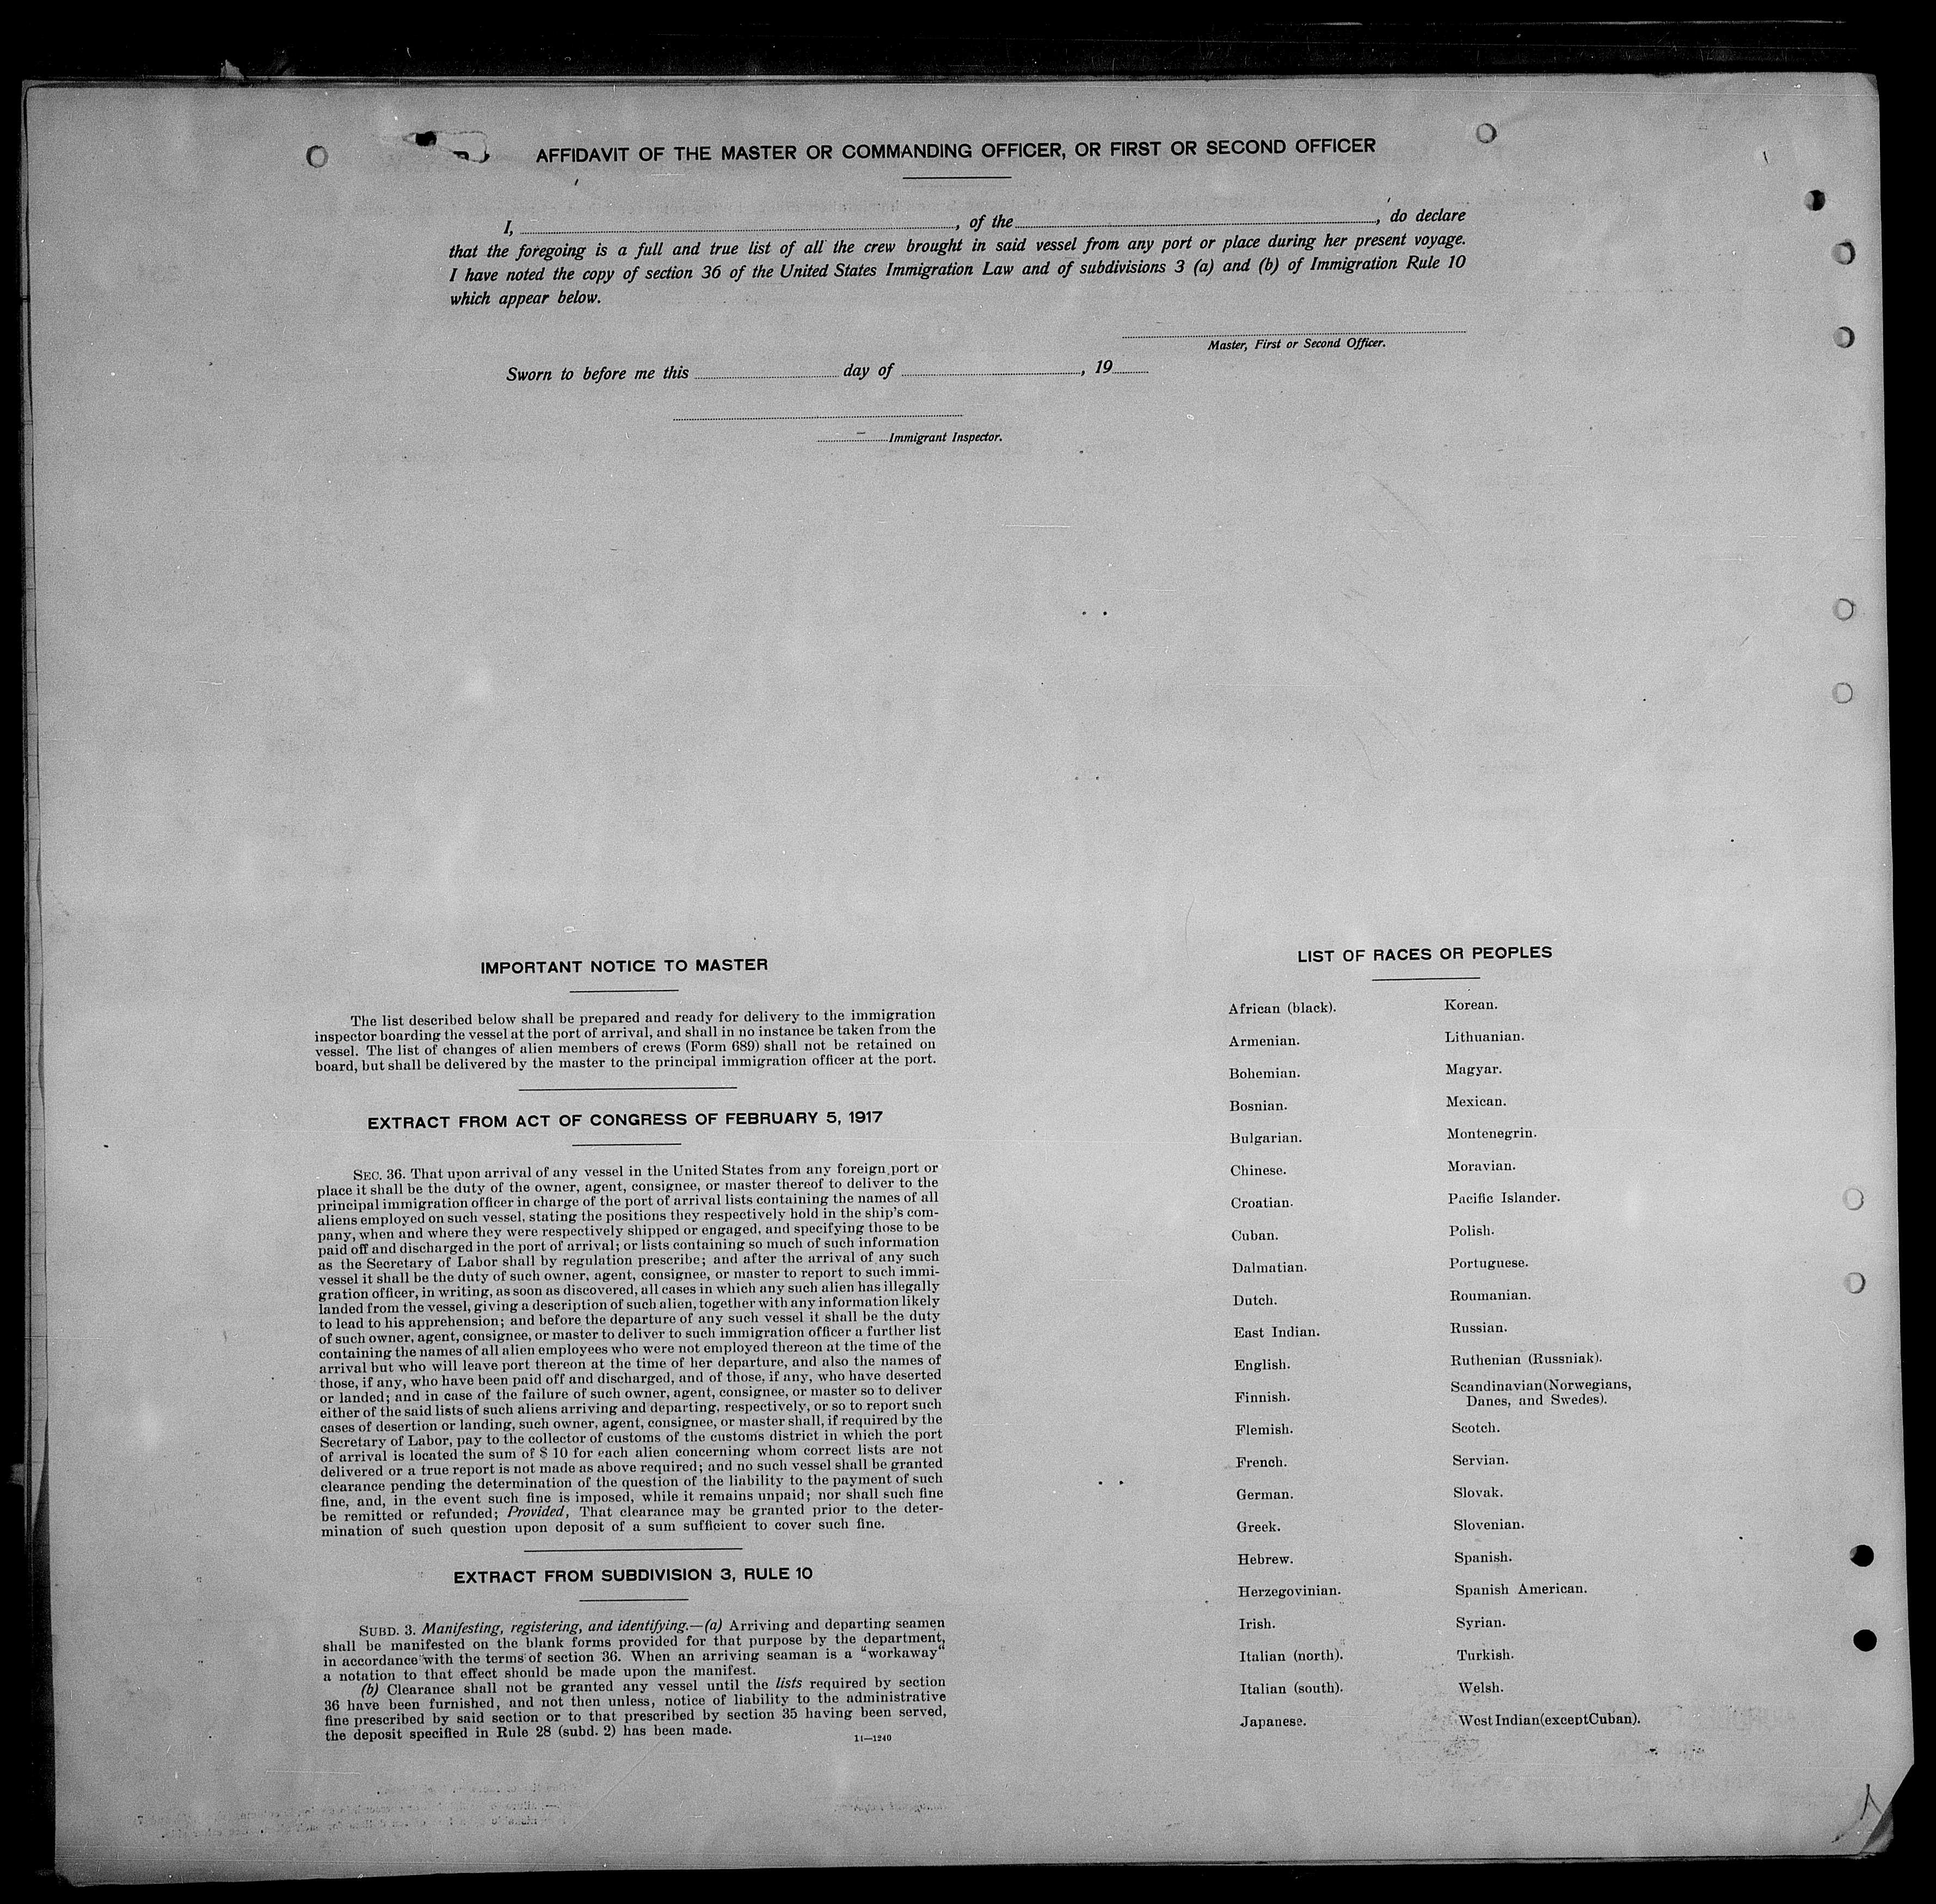 AFFIDAVIT OF THE MASTER OR COMMANDING OFFICER, OR FIRST OR SECOND OFFICER
I, , of the , do declare
that the foregoing is a full and true list of all the crew brought in said vessel from any port or place during her present voyage.
I have noted the copy of section 36 of the United States Immigration Law and of subdivisions 3 (a) and (b) of Immigration Rule 10
which appear below.
Master, First or Second Officer.
Sworn to before me this day of , 19
Immigrant Inspector.
IMPORTANT NOTICE TO MASTER
The list described below shall be prepared and ready for delivery to the immigration
inspector boarding the vessel at the port of arrival, and shall in no instance be taken from the
vessel. The list of changes of alien members of crews (Form 689) shall not be retained on
board, but shall be delivered by the master to the principal immigration officer at the port.
EXTRACT FROM ACT OF CONGRESS OF FEBRUARY 5, 1917
SEC. 36. That upon arrival of any vessel in the United States from any foreign port or
place it shall be the duty of the owner, agent, consignee, or master thereof to deliver to the
principal immigration officer in charge of the port of arrival lists containing the names of all
aliens employed on such vessel, stating the positions they respectively hold in the ship's com-
pany, when and where they were respectively shipped or engaged, and specifying those to be
paid off and discharged in the port of arrival; or lists containing so much of such information
as the Secretary of Labor shall by regulation prescribe; and after the arrival of any such
vessel it shall be the duty of such owner, agent, consignee, or master to report to such immi-
gration officer, in writing, as soon as discovered, all cases in which any such alien has illegally
landed from the vessel, giving a description of such alien, together with any information likely
to lead to his apprehension; and before the departure of any such vessel it shall be the duty
of such owner, agent, consignee, or master to deliver to such immigration officer a further list
containing the names of all alien employees who were not employed thereon at the time of the
arrival but who will leave port thereon at the time of her departure, and also the names of
those, if any, who have been paid off and discharged, and of those, if any, who have deserted
or landed; and in case of the failure of such owner, agent, consignee, or master so to deliver
either of the said lists of such aliens arriving and departing, respectively, or so to report such
cases of desertion or landing, such owner, agent, consignee, or master shall, if required by the
Secretary of Labor, pay to the collector of customs of the customs district in which the port
of arrival is located the sum of $ 10 for each alien concerning whom correct lists are not
delivered or a true report is not made as above required; and no such vessel shall be granted
clearance pending the determination of the question of the liability to the payment of such
fine, and, in the event such fine is imposed, while it remains unpaid; nor shall such fine
be remitted or refunded; Provided, That clearance may be granted prior to the deter-
mination of such question upon deposit of a sum sufficient to cover such fine.
EXTRACT FROM SUBDIVISION 3, RULE 10
SUBD. 3. Manifesting, registering, and identifying.—(a) Arriving and departing seamen
shall be manifested on the blank forms provided for that purpose by the department,
in accordance with the terms of section 36. When an arriving seaman is a "workaway"
a notation to that effect should be made upon the manifest.
(b) Clearance shall not be granted any vessel until the lists required by section
36 have been furnished, and not then unless, notice of liability to the administrative
fine prescribed by said section or to that prescribed by section 35 having been served,
the deposit specified in Rule 28 (subd. 2) has been made.
11—1240
LIST OF RACES OR PEOPLES
African (black).
Armenian.
Bohemian.
Bosnian.
Bulgarian.
Chinese.
Croatian.
Cuban.
Dalmatian.
Dutch.
East Indian.
English.
Finnish.
Flemish.
French.
German.
Greek.
Hebrew.
Herzegovinian.
Irish.
Italian (north).
Italian (south).
Japanese.
Korean.
Lithuanian.
Magyar.
Mexican.
Montenegrin.
Moravian.
Pacific Islander.
Polish.
Portuguese.
Roumanian.
Russian.
Ruthenian (Russniak).
Scandinavian (Norwegians,
Danes, and Swedes).
Scotch.
Servian.
Slovak.
Slovenian.
Spanish.
Spanish American.
Syrian.
Turkish.
Welsh.
West Indian (except Cuban).